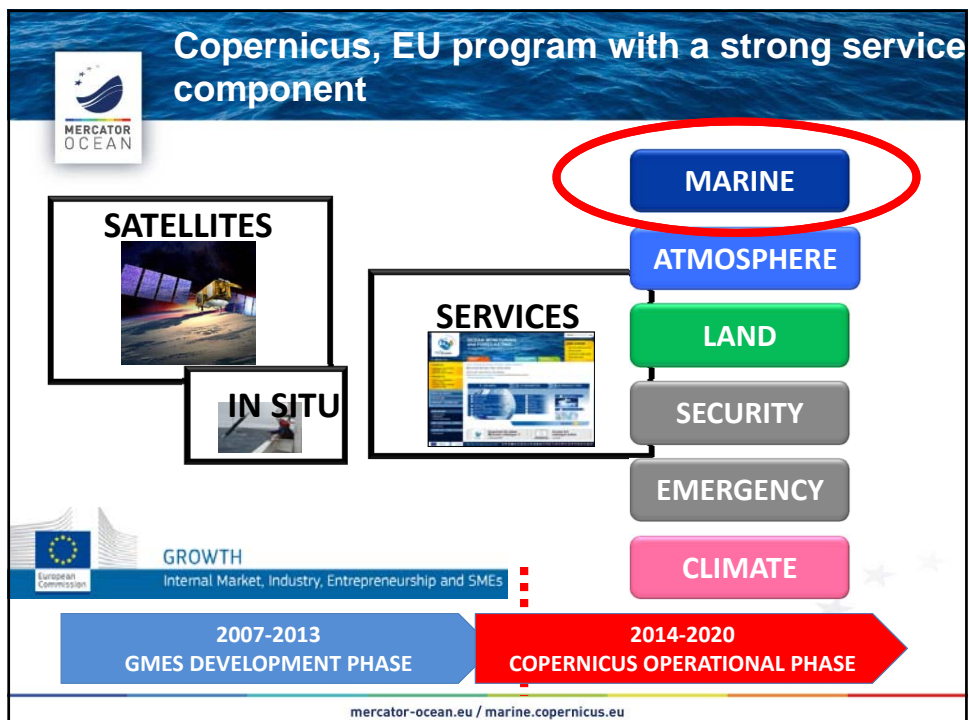 Copernicus, EU program with a strong service
component
MERCATOR
OCEAN
SATELLITES
IN SITU
SERVICES
MARINE
ATMOSPHERE
LAND
SECURITY
EMERGENCY
CLIMATE
European
Commission
GROWTH
Internal Market, Industry, Entrepreneurship and SMEs
2007-2013
GMES DEVELOPMENT PHASE
2014-2020
COPERNICUS OPERATIONAL PHASE
mercator-ocean.eu / marine.copernicus.eu